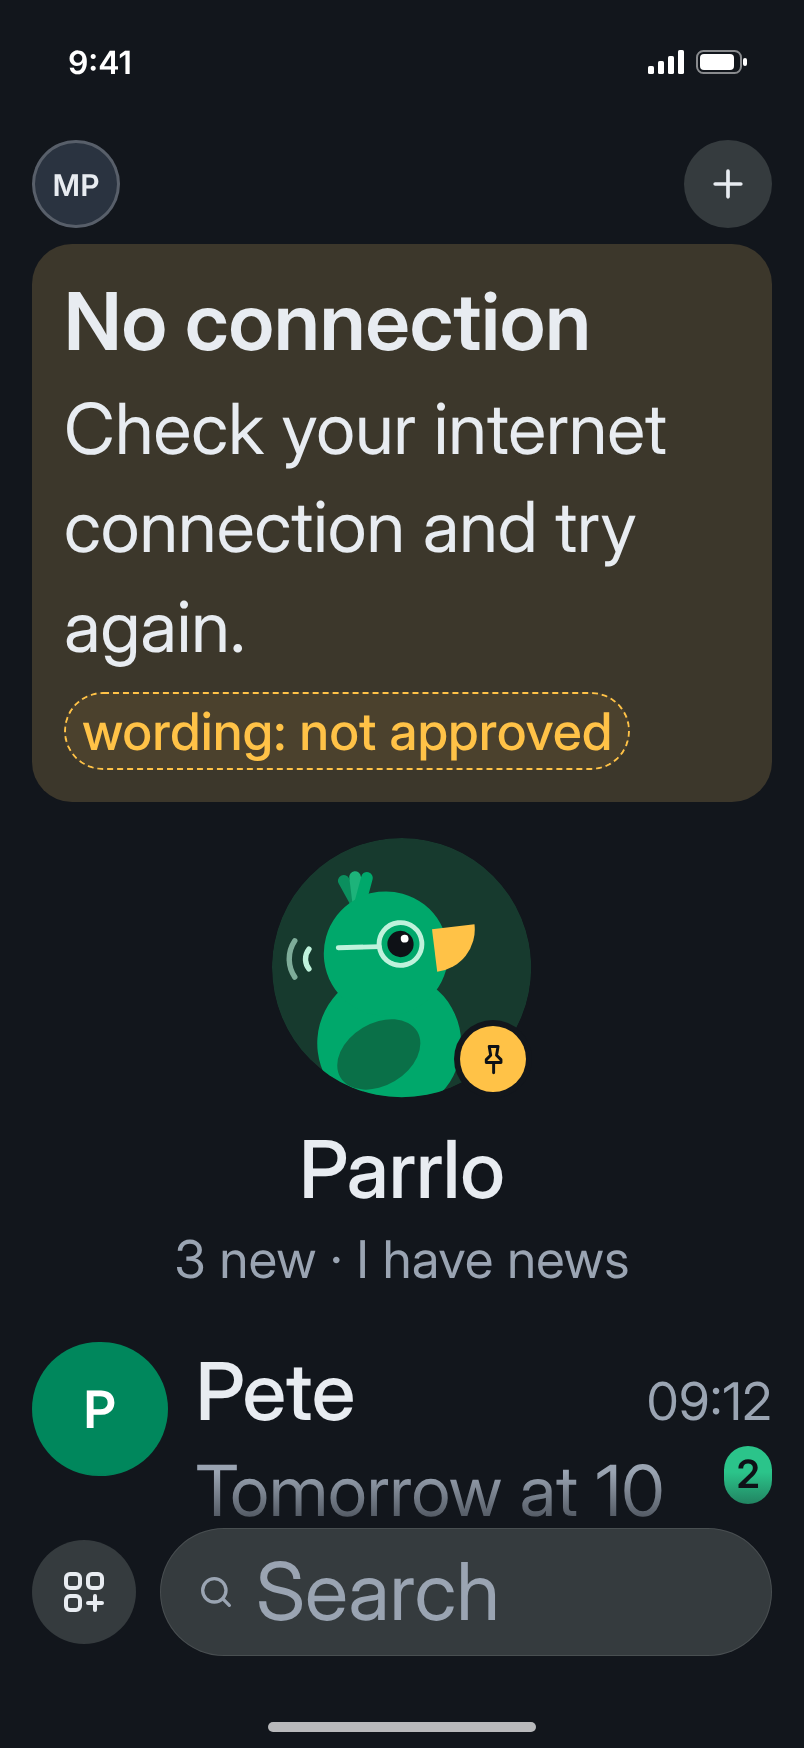 9:41
MP
No connection
Check your internet
connection and try
again.
wording: not approved
Parrlo
3 new · I have news
P
Pete
09:12
Tomorrow at 10
2
Search